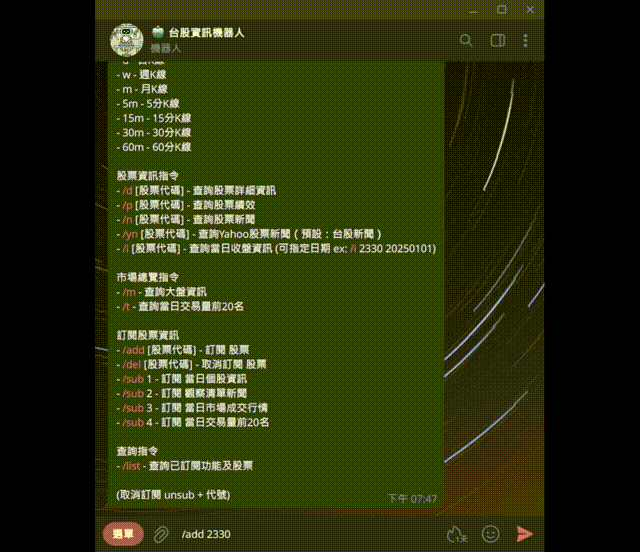 台股資訊機器人
機器人
- d - 日K線
- w - 週K線
- m - 月K線
- 5m - 5分K線
- 15m - 15分K線
- 30m - 30分K線
- 60m - 60分K線
股票資訊指令
- /d [股票代碼] - 查詢股票詳細資訊
- /p [股票代碼] - 查詢股票績效
- /n [股票代碼] - 查詢股票新聞
- /yn [股票代碼] - 查詢Yahoo股票新聞 ( 預設：台股新聞 )
- /i [股票代碼] - 查詢當日收盤資訊 (可指定日期 ex: /i 2330 20250101)
市場總覽指令
- /m - 查詢大盤資訊
- /t - 查詢當日交易量前20名
訂閱股票資訊
- /add [股票代碼] - 訂閱 股票
- /del [股票代碼] - 取消訂閱 股票
- /sub 1 - 訂閱 當日個股資訊
- /sub 2 - 訂閱 觀察清單新聞
- /sub 3 - 訂閱 當日市場成交行情
- /sub 4 - 訂閱 當日交易量前20名
查詢指令
- /list - 查詢已訂閱功能及股票
(取消訂閱 unsub + 代號)
下午 07:47
選單
/add 2330
1天